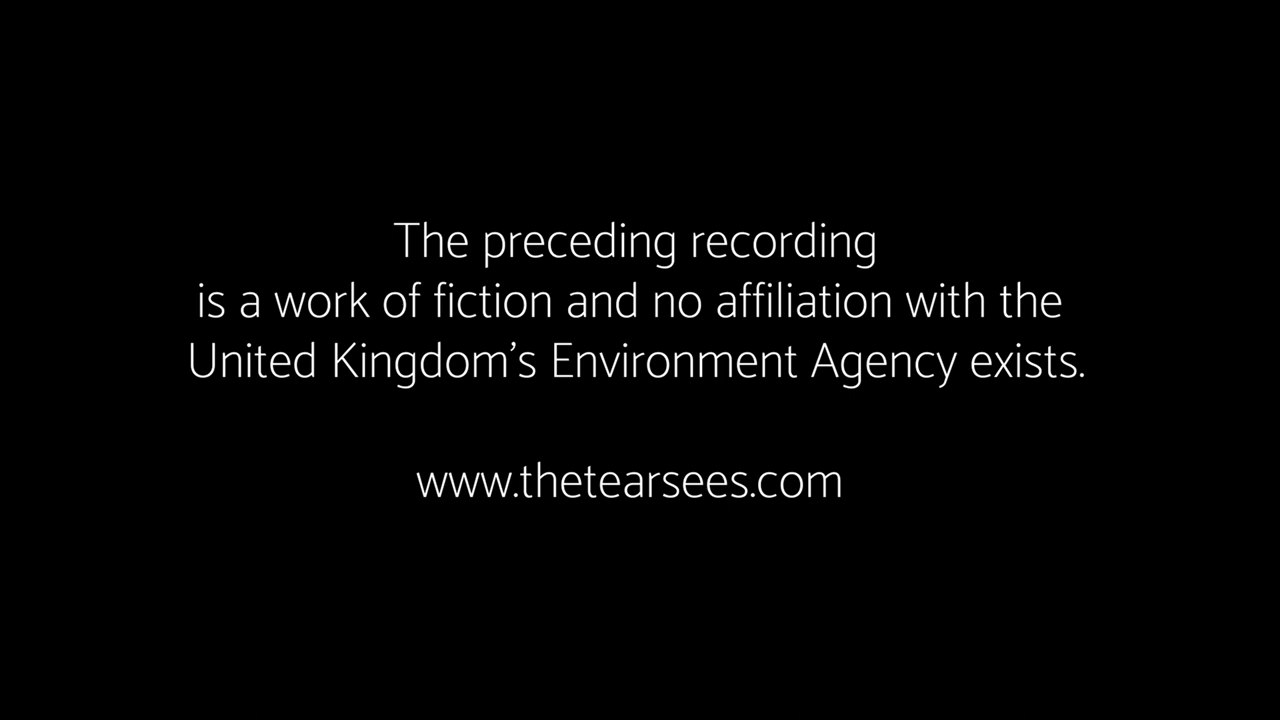 The preceding recording
is a work of fiction and no affiliation with the
United Kingdom’s Environment Agency exists.
www.thetearsees.com